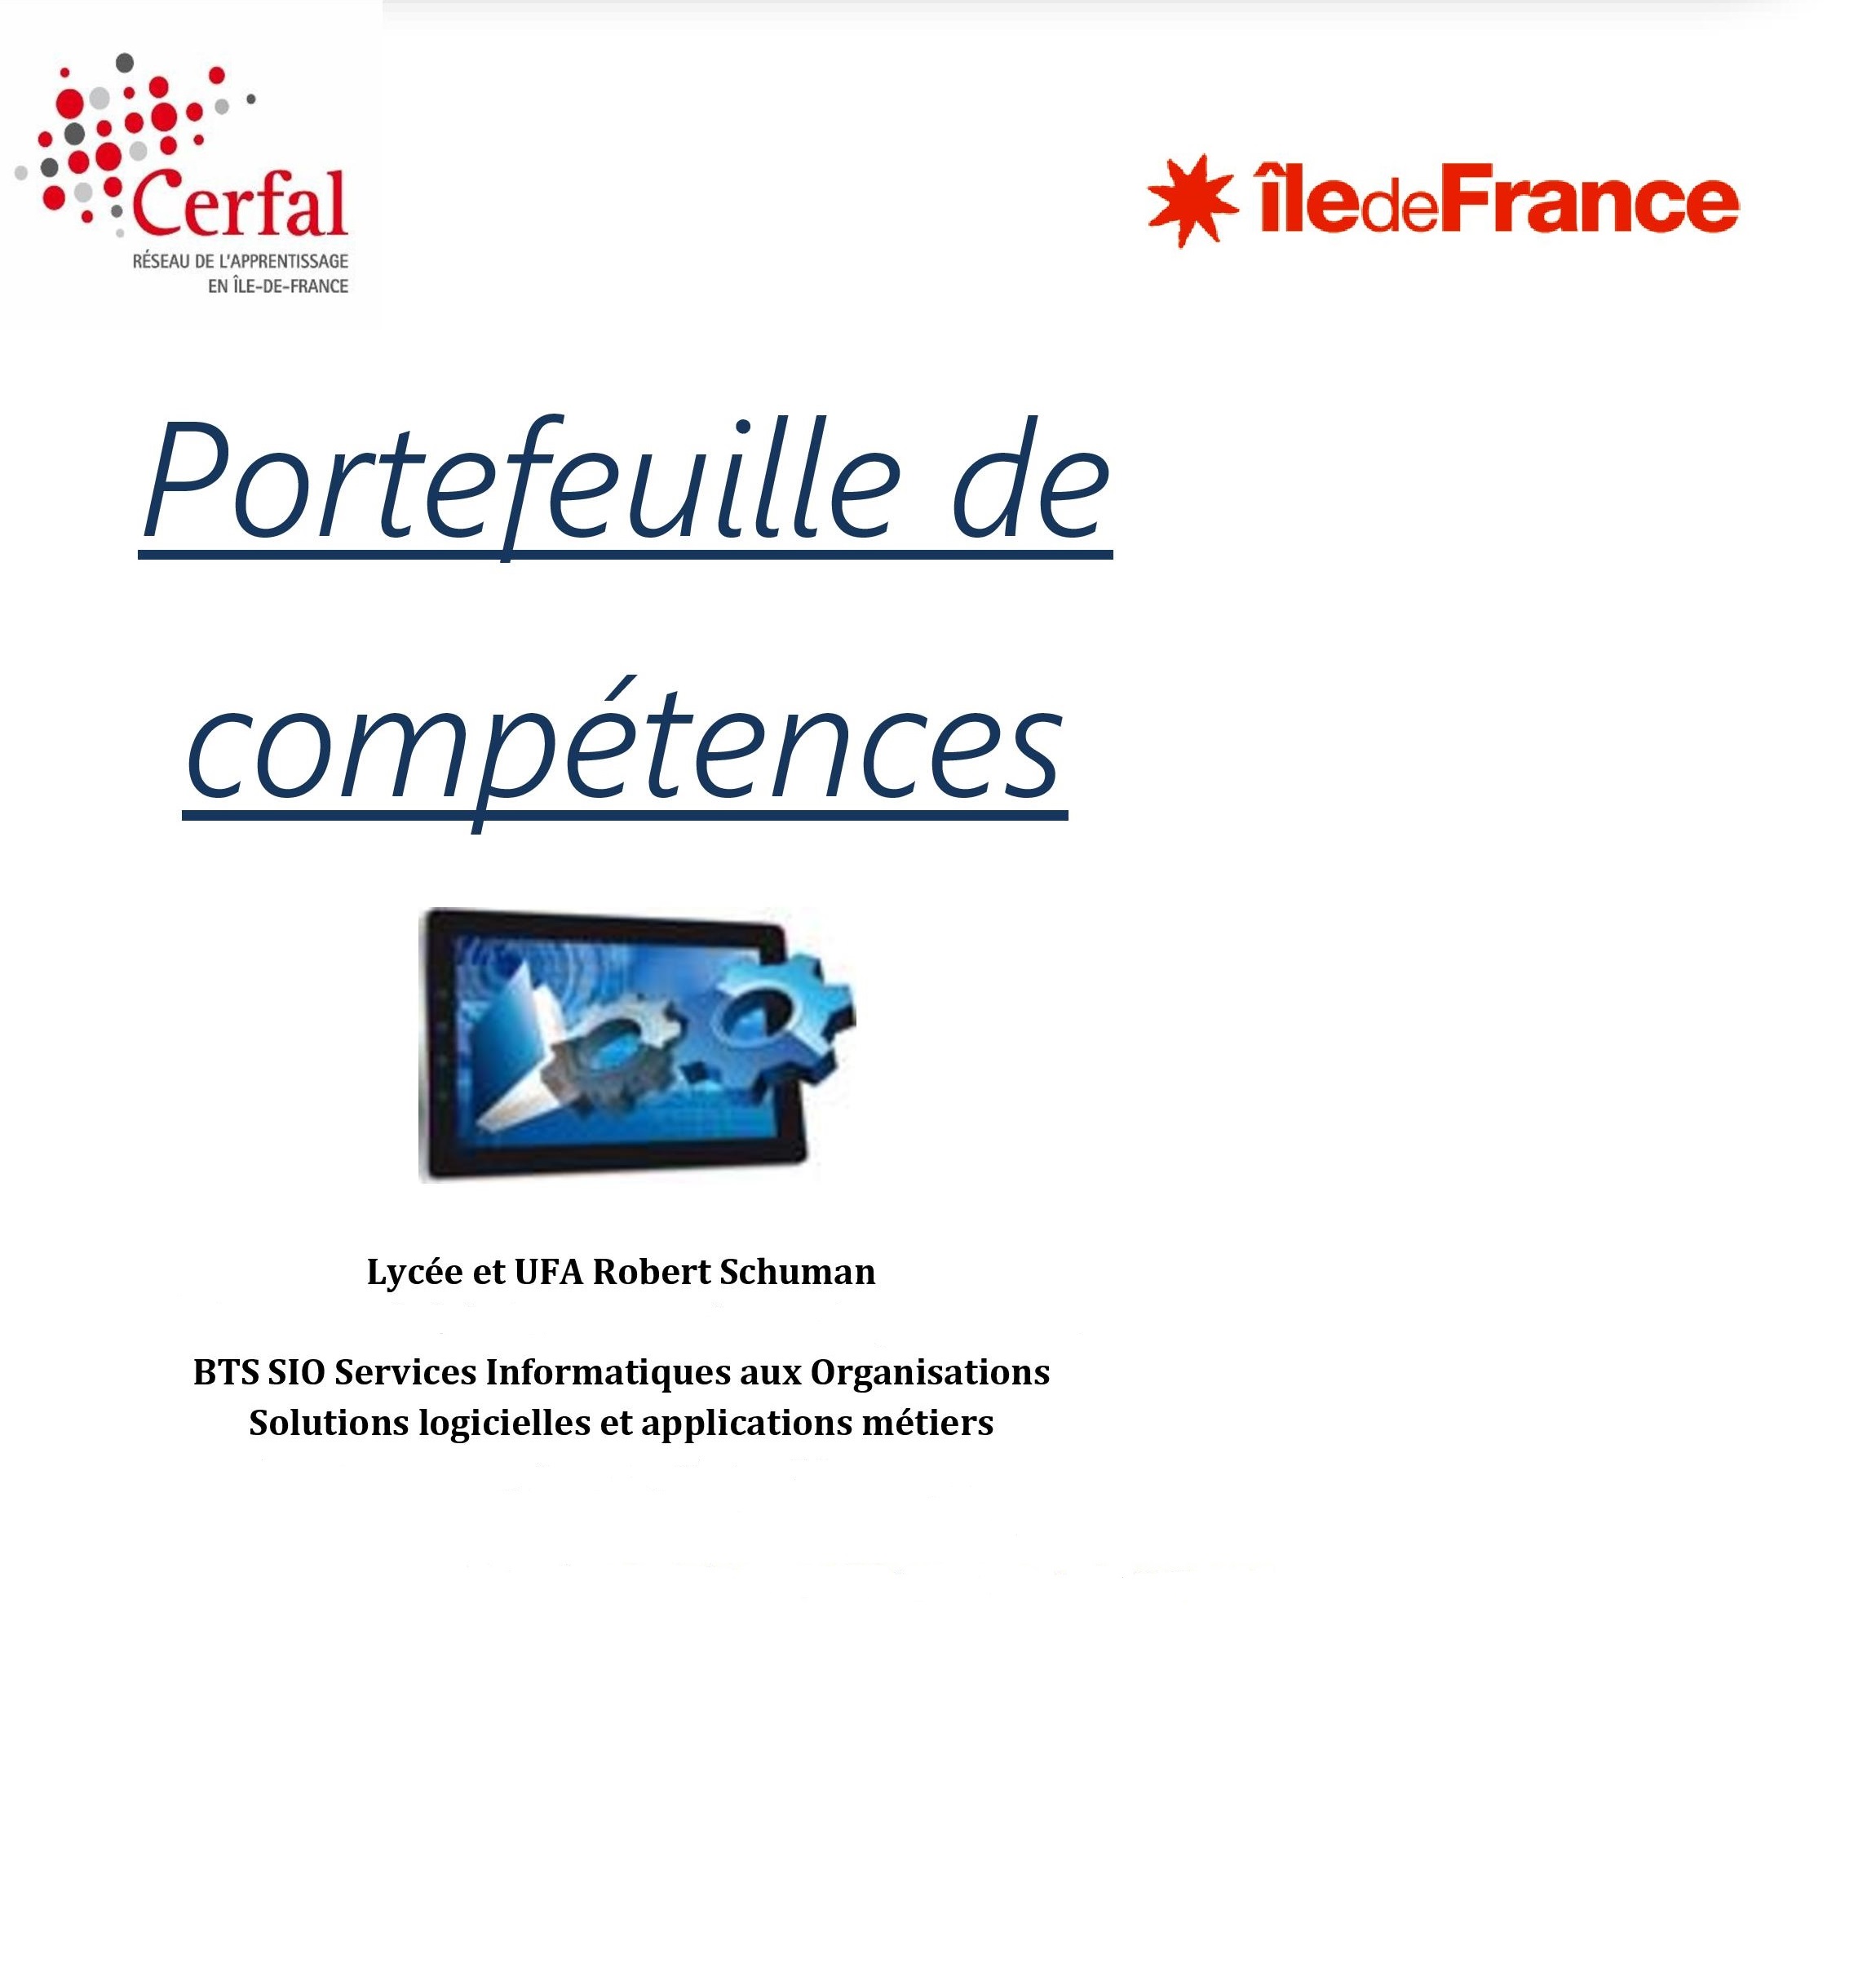 Cerfal
RÉSEAU DE L'APPRENTISSAGE
EN ÎLE-DE-FRANCE
îledeFrance
Portefeuille de
compétences
Lycée et UFA Robert Schuman
BTS SIO Services Informatiques aux Organisations
Solutions logicielles et applications métiers